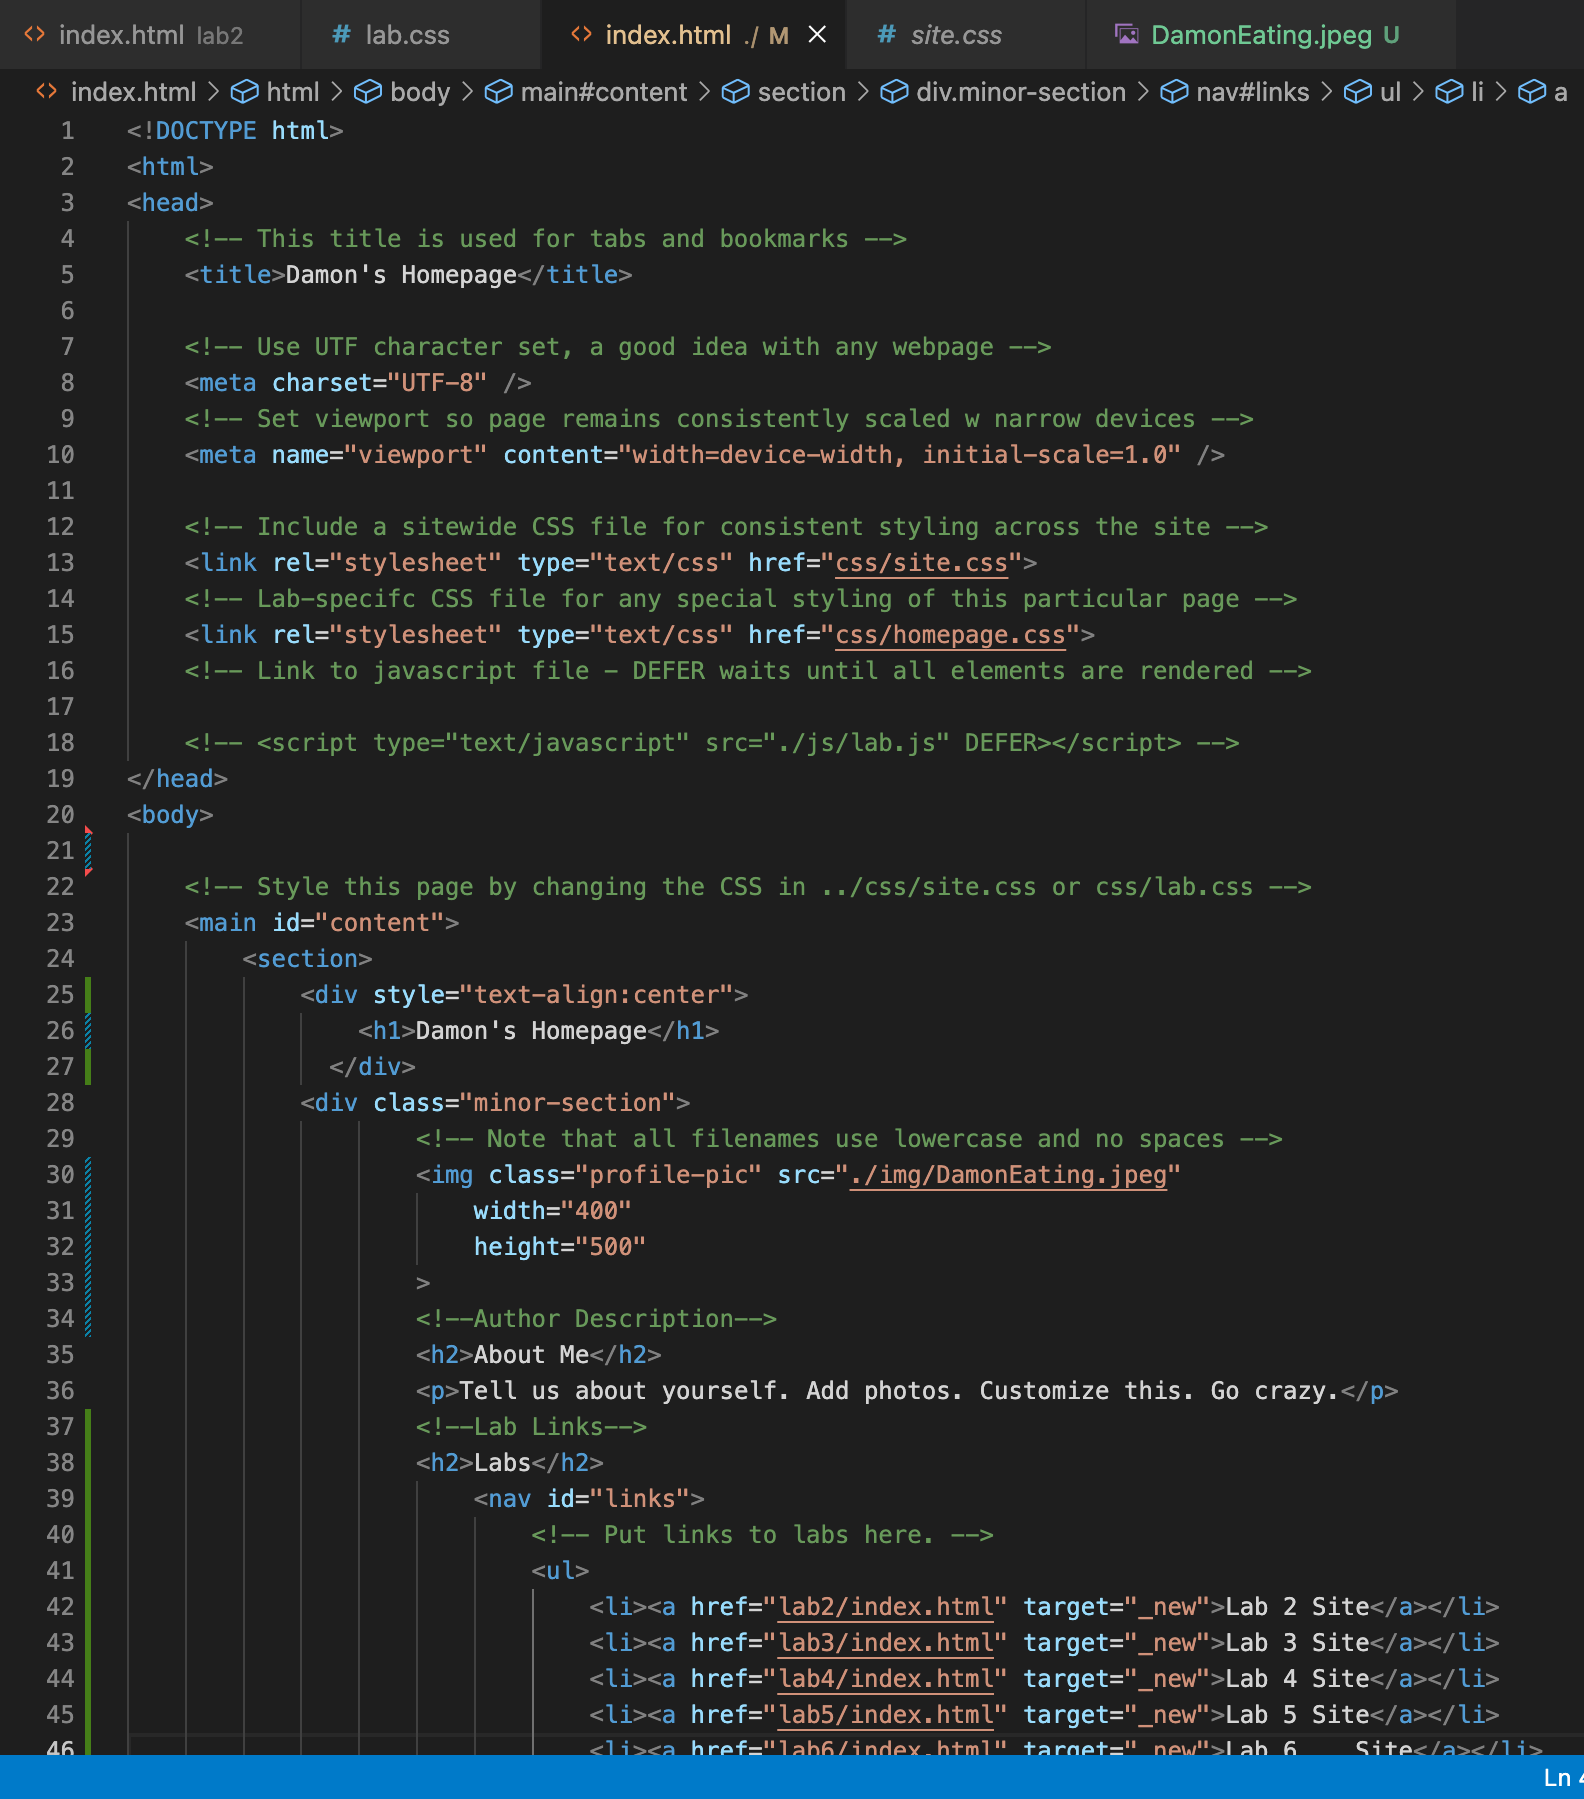 index.html lab2 # lab.css index.html ./ M # site.css DamonEating.jpeg U
index.html > html > body > main#content > section > div.minor-section > nav#links > ul > li > a
1 <!DOCTYPE html>
2 <html>
3 <head>
4 <!-- This title is used for tabs and bookmarks -->
5 <title>Damon's Homepage</title>
6
7 <!-- Use UTF character set, a good idea with any webpage -->
8 <meta charset="UTF-8" />
9 <!-- Set viewport so page remains consistently scaled w narrow devices -->
10 <meta name="viewport" content="width=device-width, initial-scale=1.0" />
11
12 <!-- Include a sitewide CSS file for consistent styling across the site -->
13 <link rel="stylesheet" type="text/css" href="css/site.css">
14 <!-- Lab-specifc CSS file for any special styling of this particular page -->
15 <link rel="stylesheet" type="text/css" href="css/homepage.css">
16 <!-- Link to javascript file - DEFER waits until all elements are rendered -->
17
18 <!-- <script type="text/javascript" src="./js/lab.js" DEFER></script> -->
19 </head>
20 <body>
21
22 <!-- Style this page by changing the CSS in ../css/site.css or css/lab.css -->
23 <main id="content">
24 <section>
25 <div style="text-align:center">
26 <h1>Damon's Homepage</h1>
27 </div>
28 <div class="minor-section">
29 <!-- Note that all filenames use lowercase and no spaces -->
30 <img class="profile-pic" src="./img/DamonEating.jpeg"
31 width="400"
32 height="500"
33 >
34 <!--Author Description-->
35 <h2>About Me</h2>
36 <p>Tell us about yourself. Add photos. Customize this. Go crazy.</p>
37 <!--Lab Links-->
38 <h2>Labs</h2>
39 <nav id="links">
40 <!-- Put links to labs here. -->
41 <ul>
42 <li><a href="lab2/index.html" target="_new">Lab 2 Site</a></li>
43 <li><a href="lab3/index.html" target="_new">Lab 3 Site</a></li>
44 <li><a href="lab4/index.html" target="_new">Lab 4 Site</a></li>
45 <li><a href="lab5/index.html" target="_new">Lab 5 Site</a></li>
46 <li><a href="lab6/index.html" target="_new">Lab 6 Site</a></li>
Ln